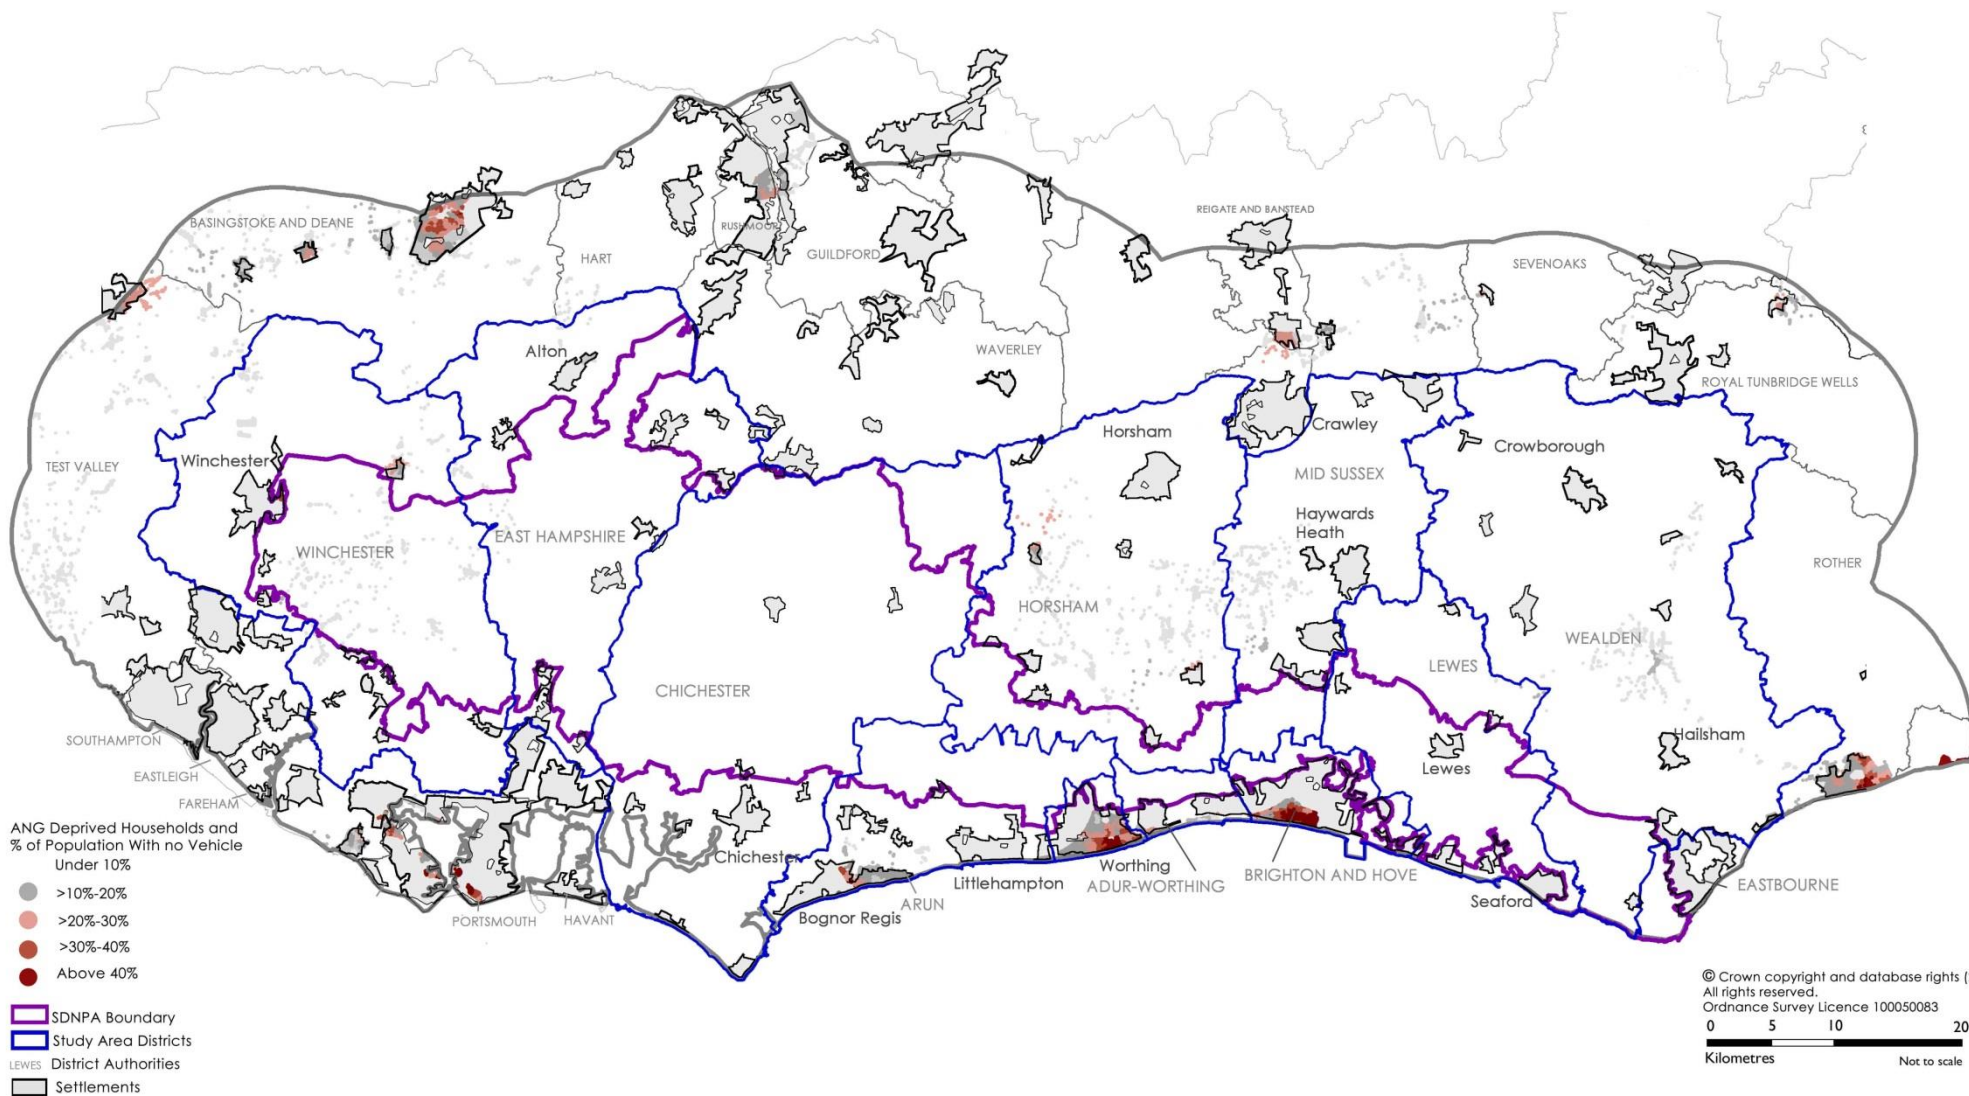 BASINGSTOKE AND DEANE
HART
RUSHMOOR
GUILDFORD
REIGATE AND BANSTEAD
SEVENOAKS
WAVERLEY
ROYAL TUNBRIDGE WELLS
Alton
TEST VALLEY
Winchester
WINCHESTER
EAST HAMPSHIRE
Horsham
Crawley
MID SUSSEX
Haywards
Heath
Crowborough
ROTHER
HORSHAM
WEALDEN
LEWES
CHICHESTER
SOUTHAMPTON
EASTLEIGH
FAREHAM
PORTSMOUTH
HAVANT
Chichester
Bognor Regis
ARUN
Littlehampton
Worthing
ADUR-WORTHING
BRIGHTON AND HOVE
Lewes
Hailsham
Seaford
EASTBOURNE
ANG Deprived Households and
% of Population With no Vehicle
Under 10%
>10%-20%
>20%-30%
>30%-40%
Above 40%
SDNPA Boundary
Study Area Districts
LEWES District Authorities
Settlements
© Crown copyright and database rights (
All rights reserved.
Ordnance Survey Licence 100050083
0 5 10 20
Kilometres Not to scale